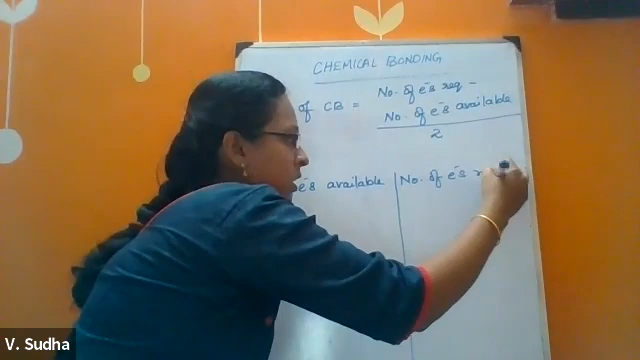 CHEMICAL BONDING
of CB = No. of e⁻s req –
No. of e⁻s available
2
e⁻s available No. of e⁻s r
V. Sudha